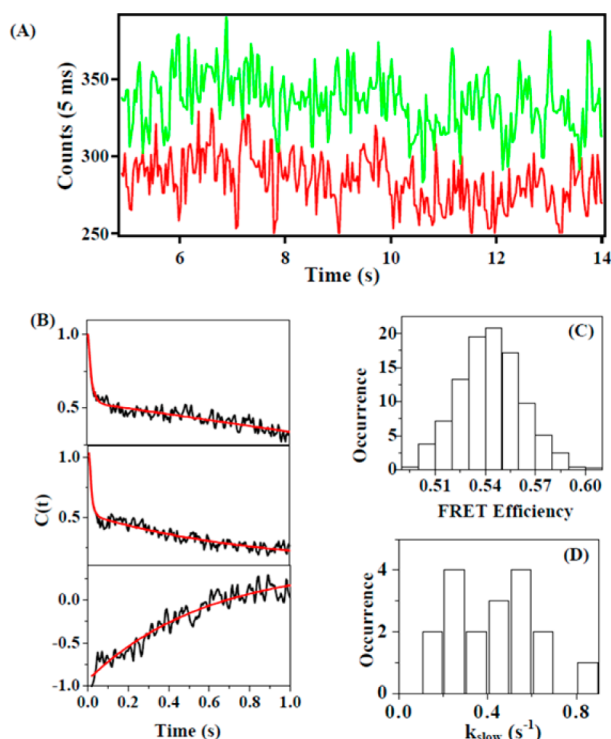 (A)
Counts (5 ms)
350
300
250
6 8 10 12 14
Time (s)
(B)
1.0
0.5
1.0
0.5
0.0
-0.5
-1.0
C(t)
0.0 0.2 0.4 0.6 0.8 1.0
Time (s)
(C)
20
15
10
5
0
Occurrence
0.51 0.54 0.57 0.60
FRET Efficiency
(D)
4
2
0
Occurrence
0.0 0.4 0.8
kslow (s-1)